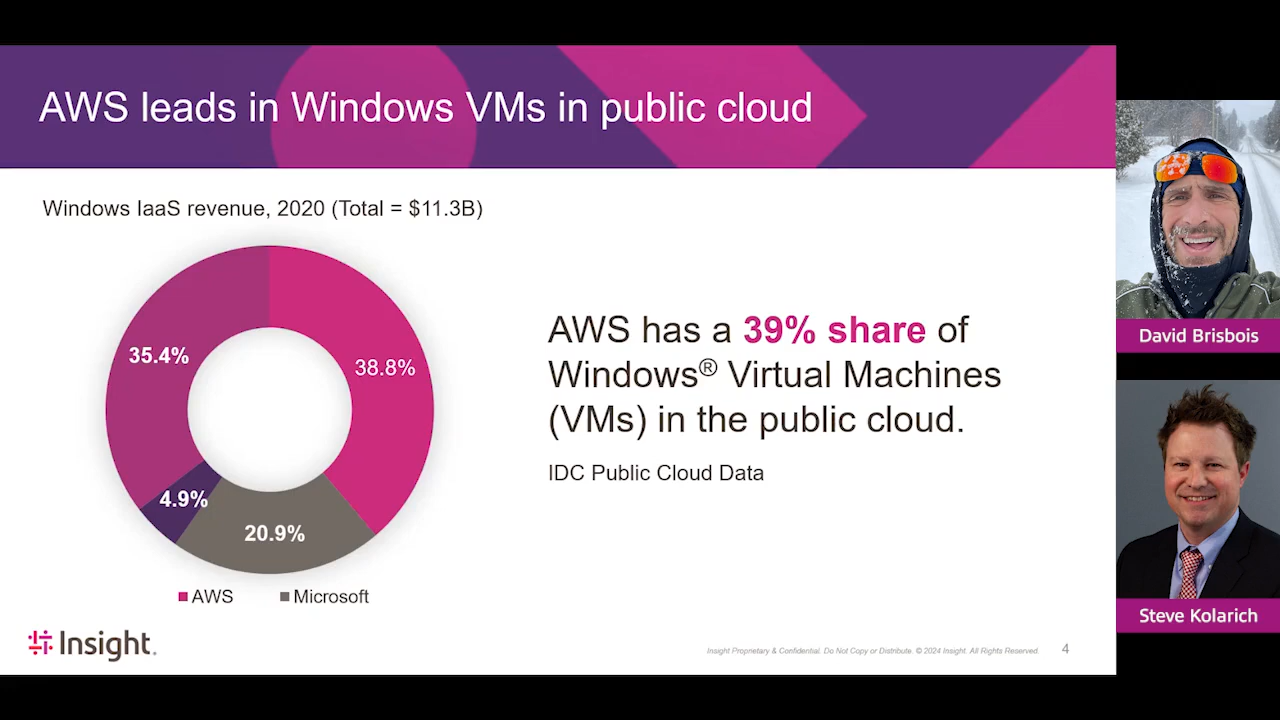 AWS leads in Windows VMs in public cloud
Windows IaaS revenue, 2020 (Total = $11.3B)
35.4%
38.8%
4.9%
20.9%
AWS
Microsoft
AWS has a 39% share of
Windows® Virtual Machines
(VMs) in the public cloud.
IDC Public Cloud Data
Insight.
Insight Proprietary & Confidential. Do Not Copy or Distribute. © 2024 Insight. All Rights Reserved
4
David Brisbois
Steve Kolarich